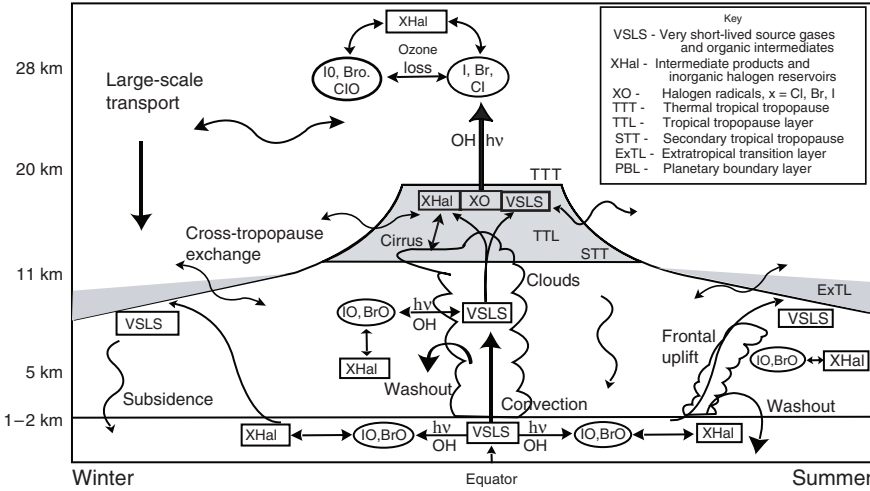 XHal
Ozone
loss
IO, Bro.
ClO
I, Br,
Cl
Key
VSLS - Very short-lived source gases
and organic intermediates
XHal - Intermediate products and
inorganic halogen reservoirs
XO - Halogen radicals, x = Cl, Br, I
TTT - Thermal tropical tropopause
TTL - Tropical tropopause layer
STT - Secondary tropical tropopause
ExTL - Extratropical transition layer
PBL - Planetary boundary layer
28 km
Large-scale
transport
OH hν
20 km
TTT
XHal XO VSLS
TTL
Cirrus
STT
Cross-tropopause
exchange
11 km
Clouds
ExTL
VSLS
IO, BrO
hν
OH
VSLS
VSLS
Frontal
uplift
IO,BrO
XHal
XHal
5 km
Washout
Subsidence
Convection
Washout
1–2 km
XHal
IO,BrO
hν
OH
VSLS
hν
OH
IO,BrO
XHal
Winter
Equator
Summer